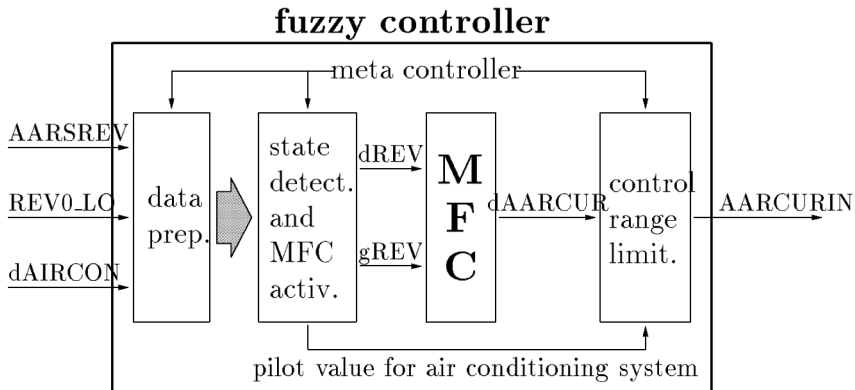 fuzzy controller
meta controller
AARSREV
REV0_LO
dAIRCON
data
prep.
state
detect.
and
MFC
activ.
dREV
gREV
M
F
C
dAARCUR
control
range
limit.
AARCURIN
pilot value for air conditioning system